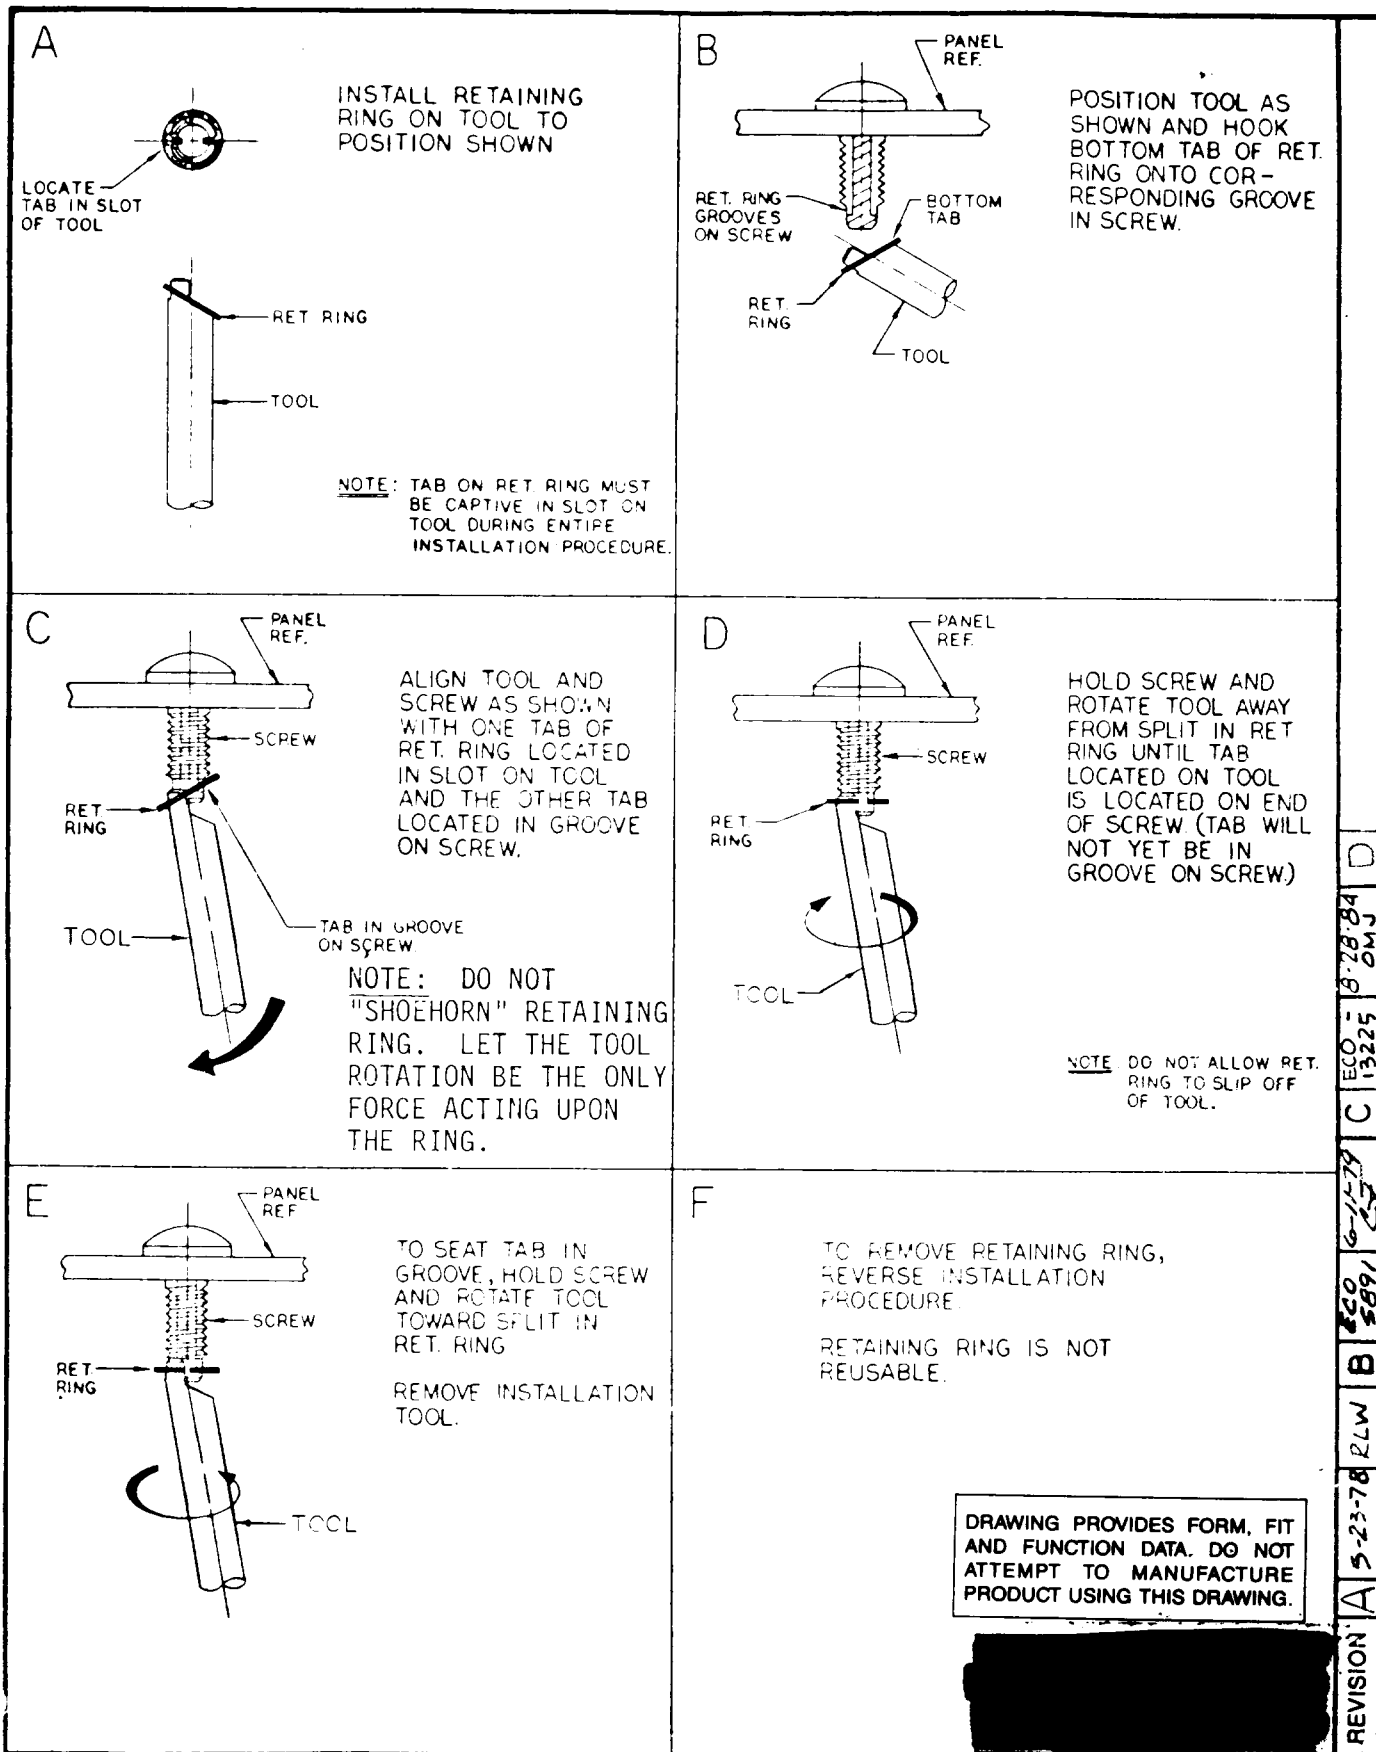 A
INSTALL RETAINING
RING ON TOOL TO
POSITION SHOWN
LOCATE
TAB IN SLOT
OF TOOL
RET RING
TOOL
NOTE: TAB ON RET. RING MUST
BE CAPTIVE IN SLOT ON
TOOL DURING ENTIRE
INSTALLATION PROCEDURE.
B
PANEL
REF.
POSITION TOOL AS
SHOWN AND HOOK
BOTTOM TAB OF RET.
RING ONTO COR-
RESPONDING GROOVE
IN SCREW.
RET. RING
GROOVES
ON SCREW
BOTTOM
TAB
RET.
RING
TOOL
C
PANEL
REF.
ALIGN TOOL AND
SCREW AS SHOWN
WITH ONE TAB OF
RET. RING LOCATED
IN SLOT ON TOOL
AND THE OTHER TAB
LOCATED IN GROOVE
ON SCREW.
SCREW
RET.
RING
TAB IN GROOVE
ON SCREW
TOOL
NOTE: DO NOT
"SHOEHORN" RETAINING
RING. LET THE TOOL
ROTATION BE THE ONLY
FORCE ACTING UPON
THE RING.
D
PANEL
REF.
HOLD SCREW AND
ROTATE TOOL AWAY
FROM SPLIT IN RET
RING UNTIL TAB
LOCATED ON TOOL
IS LOCATED ON END
OF SCREW. (TAB WILL
NOT YET BE IN
GROOVE ON SCREW.)
SCREW
RET.
RING
TOOL
NOTE DO NOT ALLOW RET.
RING TO SLIP OFF
OF TOOL.
E
PANEL
REF
TO SEAT TAB IN
GROOVE, HOLD SCREW
AND ROTATE TOOL
TOWARD SPLIT IN
RET. RING
REMOVE INSTALLATION
TOOL.
SCREW
RET.
RING
TOOL
F
TO REMOVE RETAINING RING,
REVERSE INSTALLATION
PROCEDURE.
RETAINING RING IS NOT
REUSABLE.
DRAWING PROVIDES FORM, FIT
AND FUNCTION DATA. DO NOT
ATTEMPT TO MANUFACTURE
PRODUCT USING THIS DRAWING.
REVISION A 5-23-78 RLW B ECO 5891 6-11-79 CJ C ECO - 13225 8-28-84 OMJ D